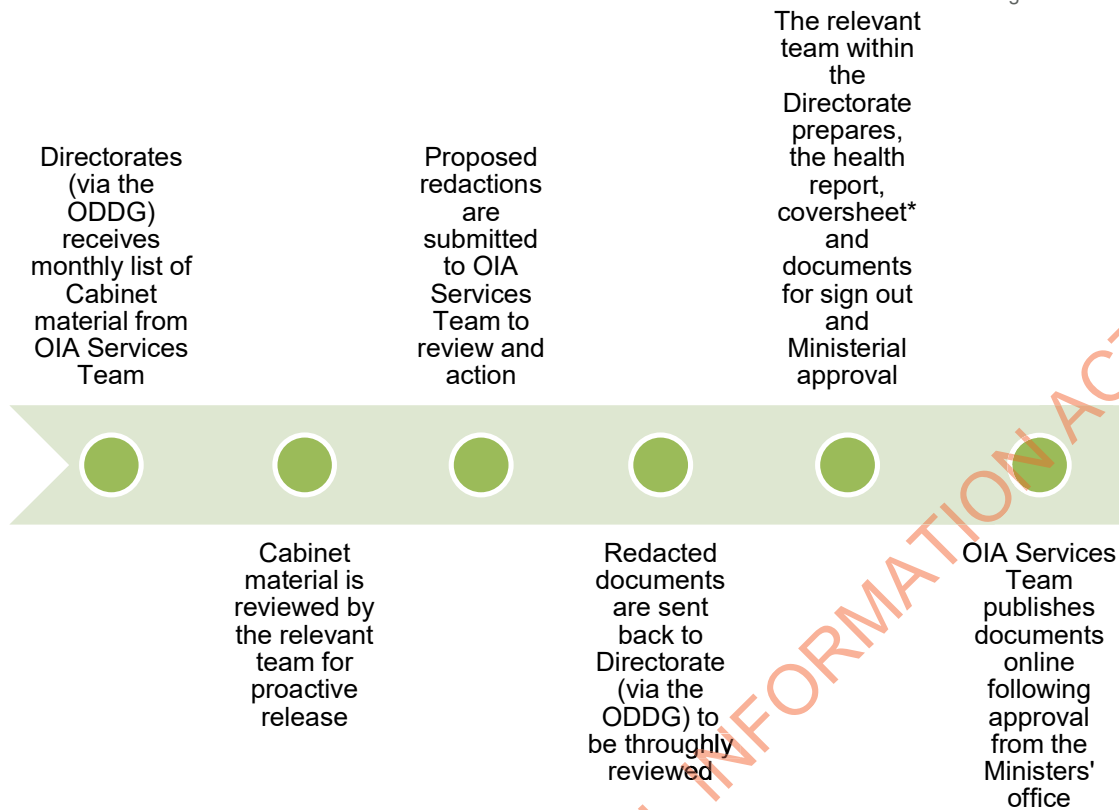 Directorates
(via the
ODDG)
receives
monthly list of
Cabinet
material from
OIA Services
Team
Cabinet
material is
reviewed by
the relevant
team for
proactive
release
Proposed
redactions
are
submitted
to OIA
Services
Team to
review and
action
Redacted
documents
are sent
back to
Directorate
(via the
ODDG) to
be throughly
reviewed
The relevant
team within
the
Directorate
prepares,
the health
report,
coversheet*
and
documents
for sign out
and
Ministerial
approval
OIA Services
Team
publishes
documents
online
following
approval
from the
Ministers'
office
INFORMATION ACT